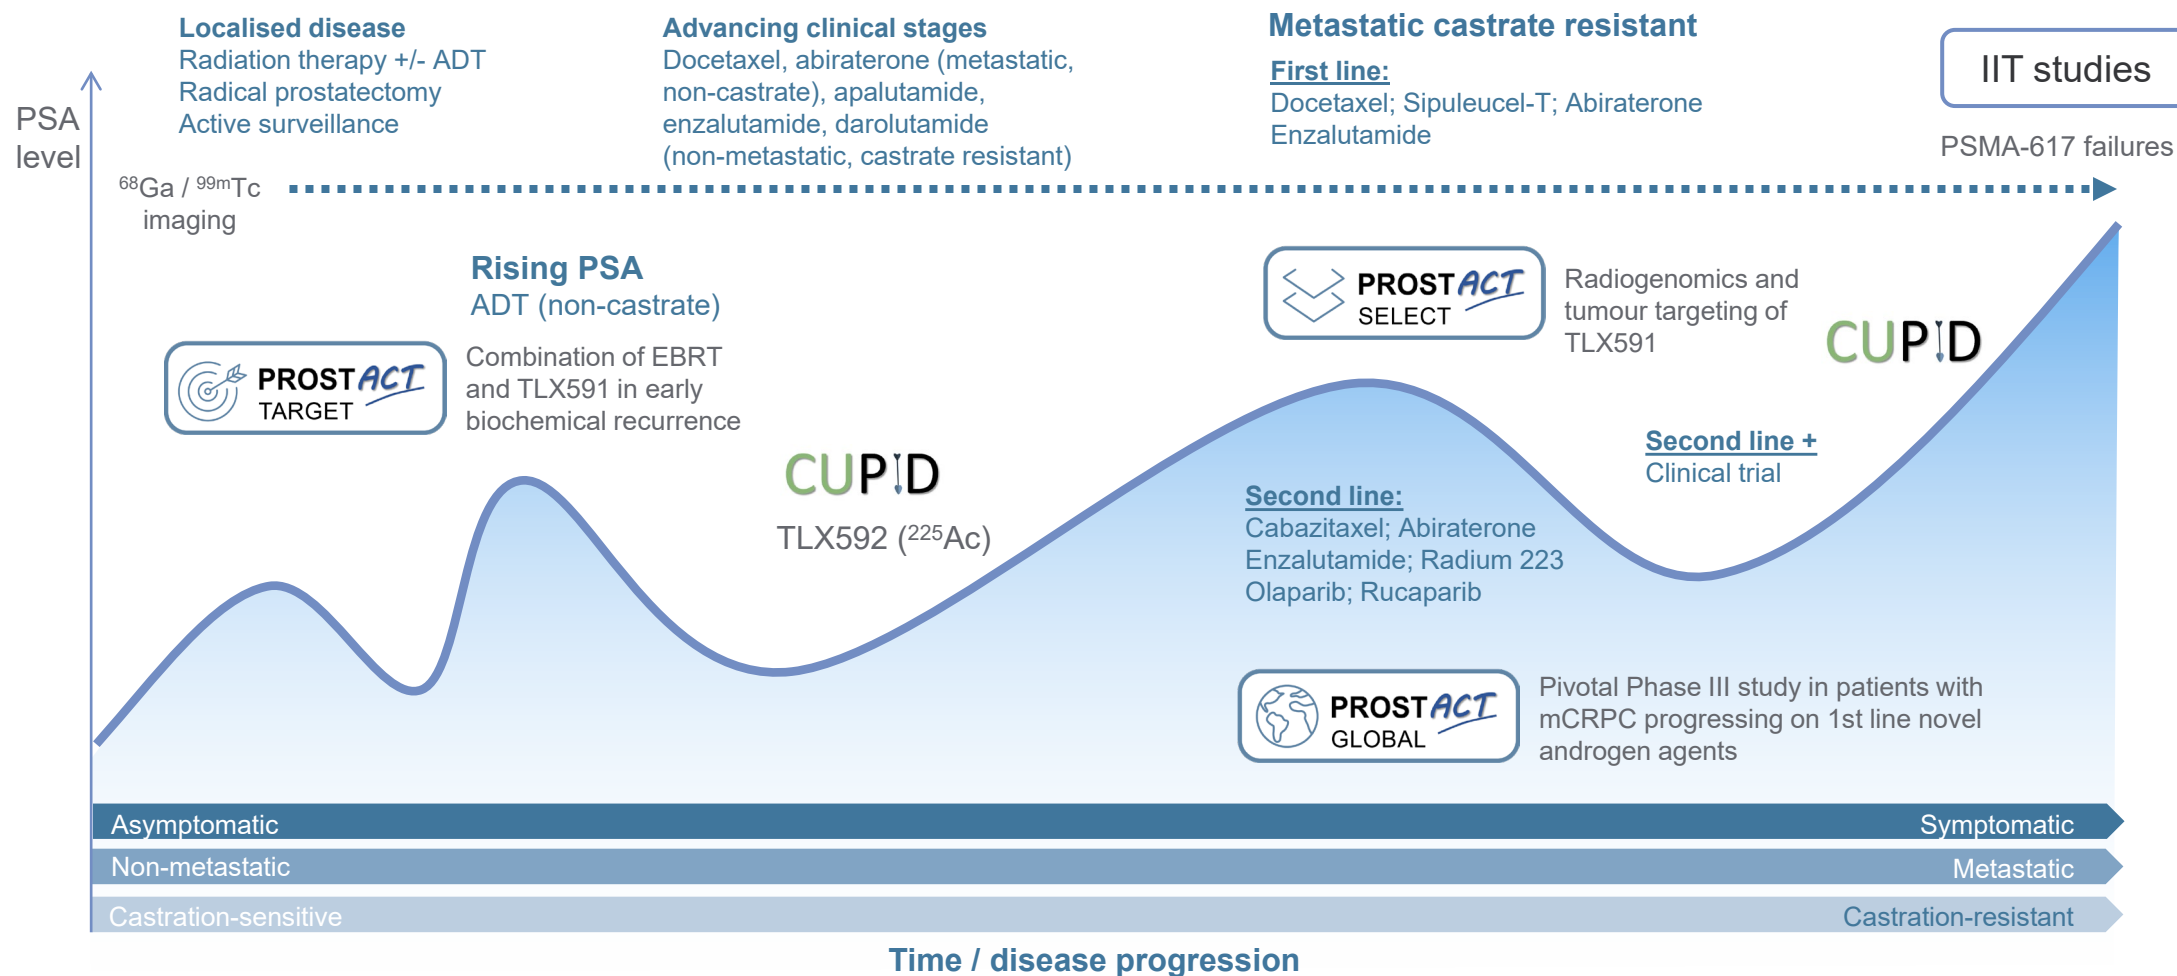 Localised disease
Radiation therapy +/- ADT
Radical prostatectomy
Active surveillance
Advancing clinical stages
Docetaxel, abiraterone (metastatic,
non-castrate), apalutamide,
enzalutamide, darolutamide
(non-metastatic, castrate resistant)
Metastatic castrate resistant
First line:
Docetaxel; Sipuleucel-T; Abiraterone
Enzalutamide
IIT studies
PSMA-617 failures
PSA
level
⁶⁸Ga / ⁹⁹ᵐTc
imaging
Rising PSA
ADT (non-castrate)
PROSTACT
TARGET
Combination of EBRT
and TLX591 in early
biochemical recurrence
CUPID
TLX592 (²²⁵Ac)
PROSTACT
SELECT
Radiogenomics and
tumour targeting of
TLX591
CUPID
Second line +
Clinical trial
Second line:
Cabazitaxel; Abiraterone
Enzalutamide; Radium 223
Olaparib; Rucaparib
PROSTACT
GLOBAL
Pivotal Phase III study in patients with
mCRPC progressing on 1st line novel
androgen agents
Asymptomatic
Symptomatic
Non-metastatic
Metastatic
Castration-sensitive
Castration-resistant
Time / disease progression